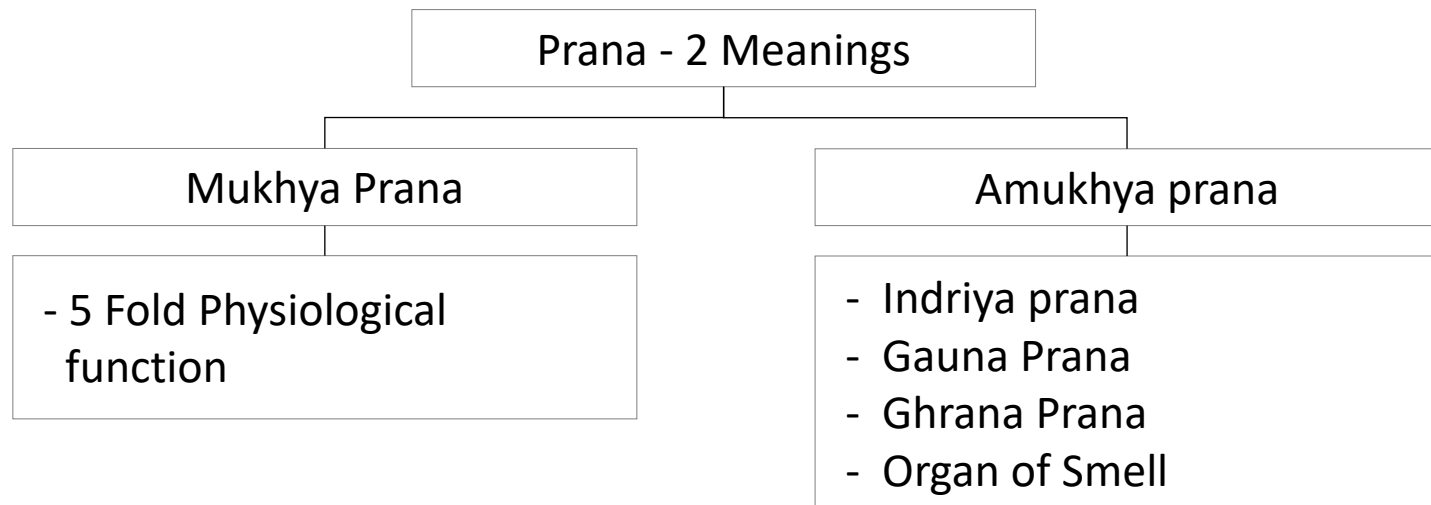 Prana - 2 Meanings
Mukhya Prana
- 5 Fold Physiological
function
Amukhya prana
- Indriya prana
- Gauna Prana
- Ghrana Prana
- Organ of Smell